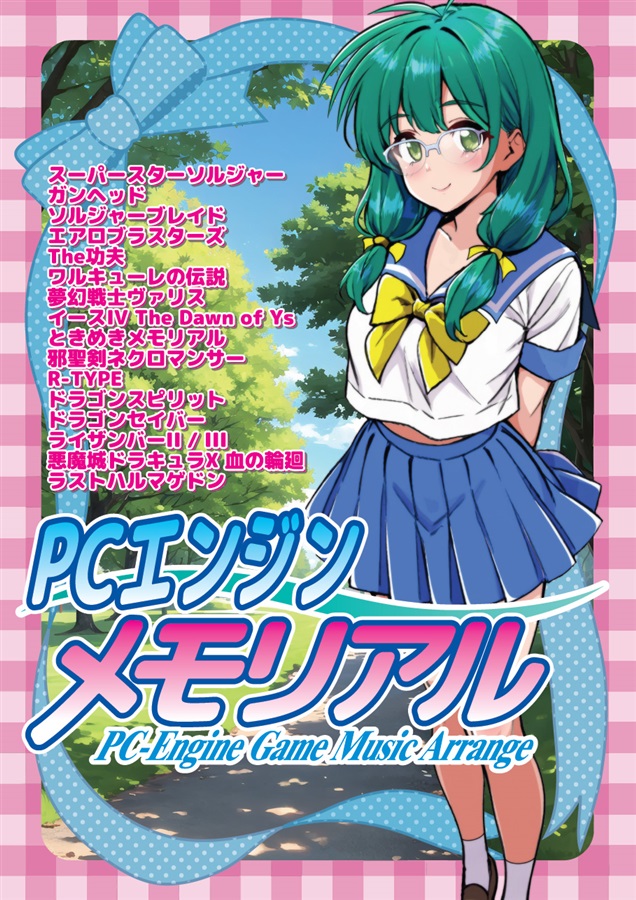 スーパースターソルジャー
ガンヘッド
ソルジャーブレイド
エアロブラスターズ
The功夫
ワルキューレの伝説
夢幻戦士ヴァリス
イースIV The Dawn of Ys
ときめきメモリアル
邪聖剣ネクロマンサー
R-TYPE
ドラゴンスピリット
ドラゴンセイバー
ライザンバーII / III
悪魔城ドラキュラX 血の輪廻
ラストハルマゲドン
PCエンジン
メモリアル
PC-Engine Game Music Arrange